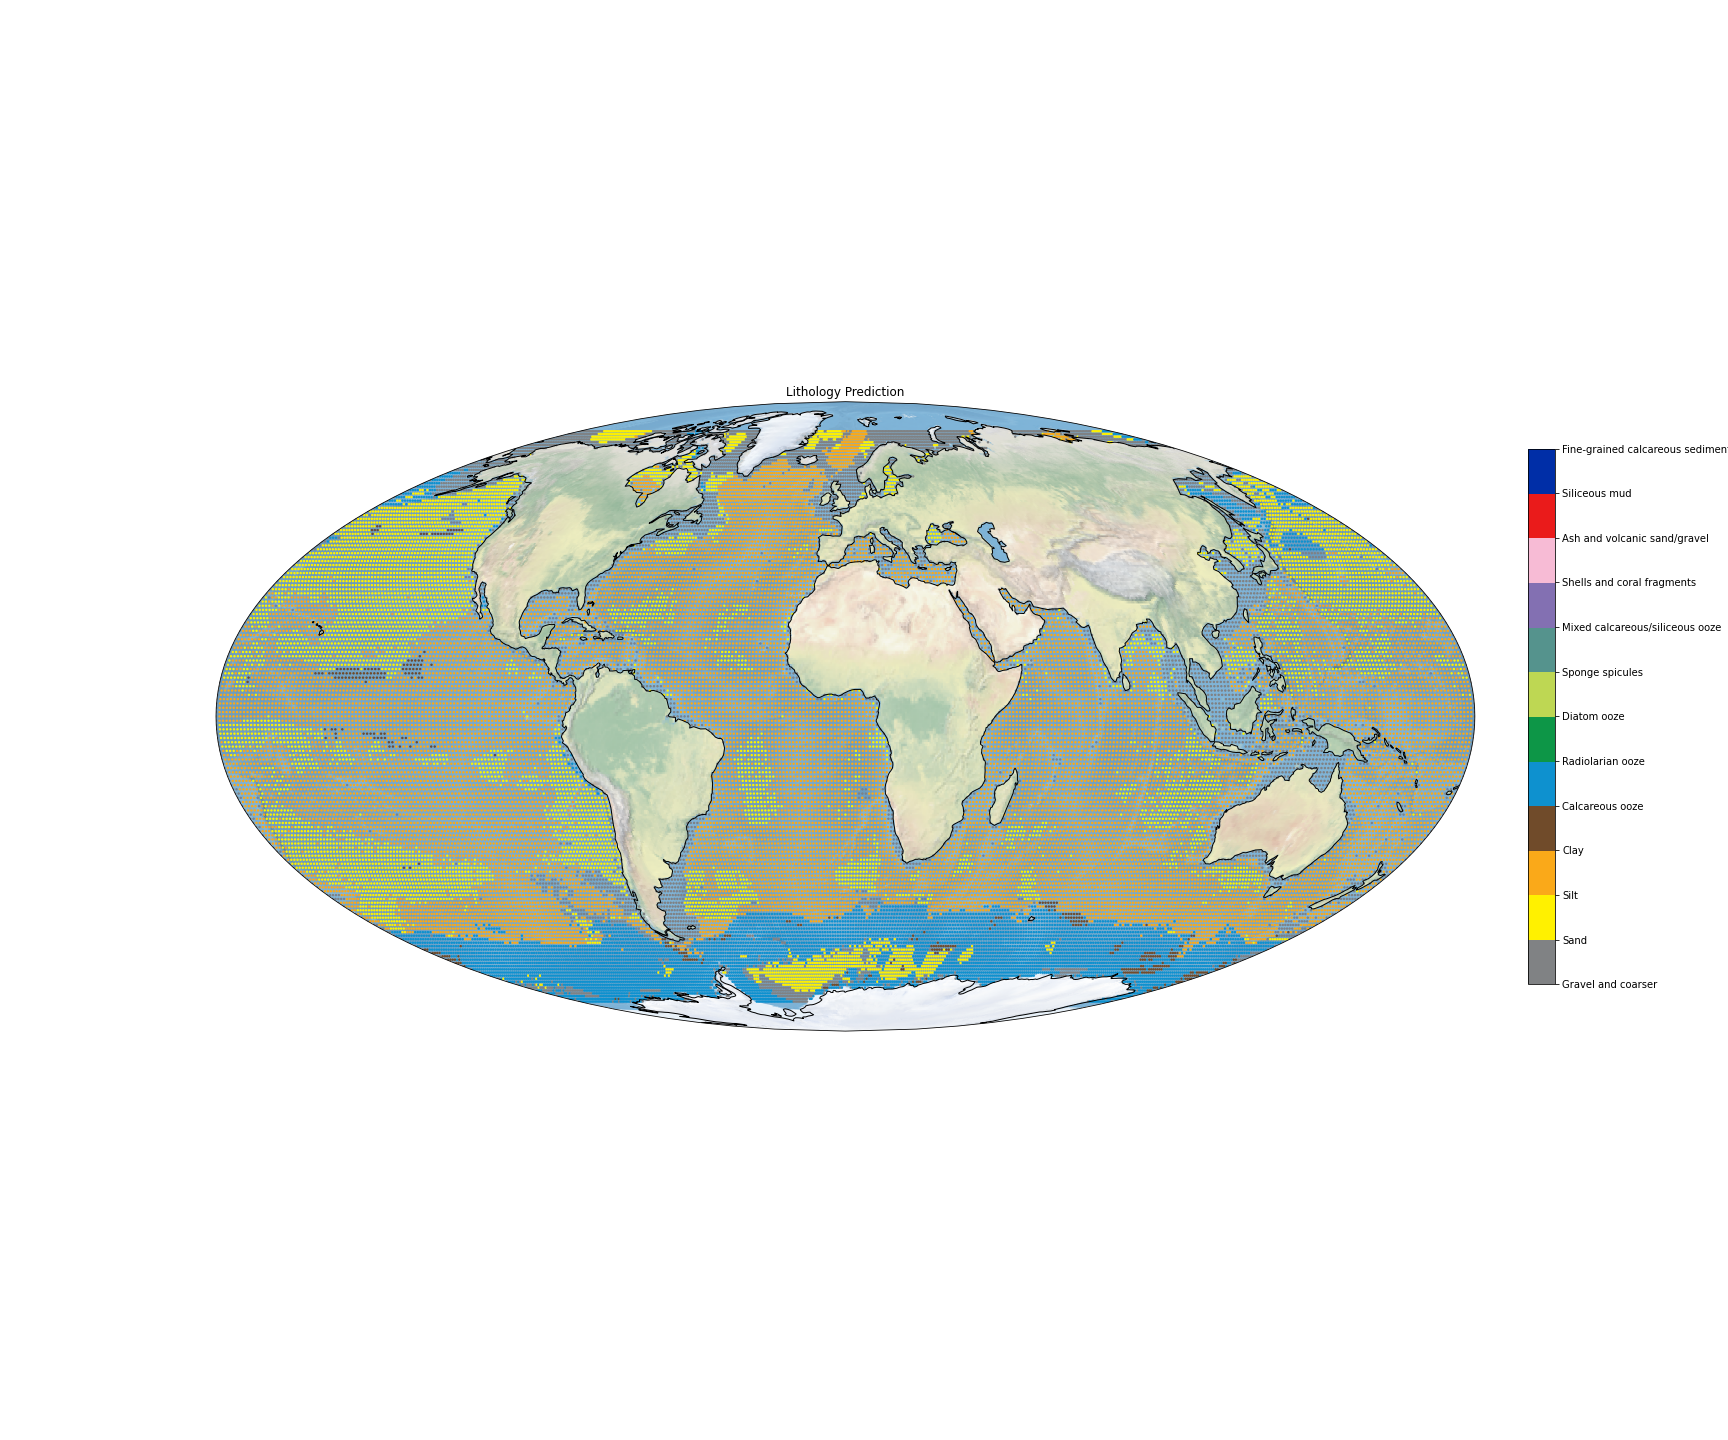 Lithology Prediction
Fine-grained calcareous sediment
Siliceous mud
Ash and volcanic sand/gravel
Shells and coral fragments
Mixed calcareous/siliceous ooze
Sponge spicules
Diatom ooze
Radiolarian ooze
Calcareous ooze
Clay
Silt
Sand
Gravel and coarser